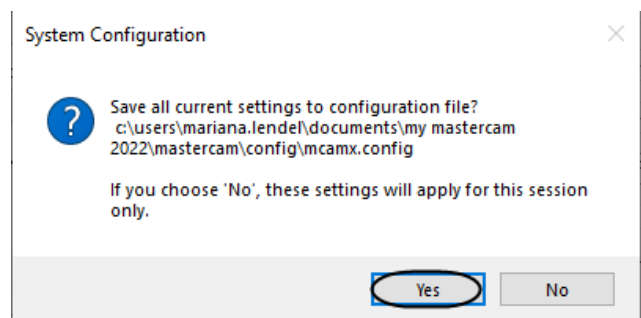 System Configuration
Save all current settings to configuration file?
c:\users\mariana.lendel\documents\my mastercam
2022\mastercam\config\mcamx.config
If you choose 'No', these settings will apply for this session
only.
Yes
No